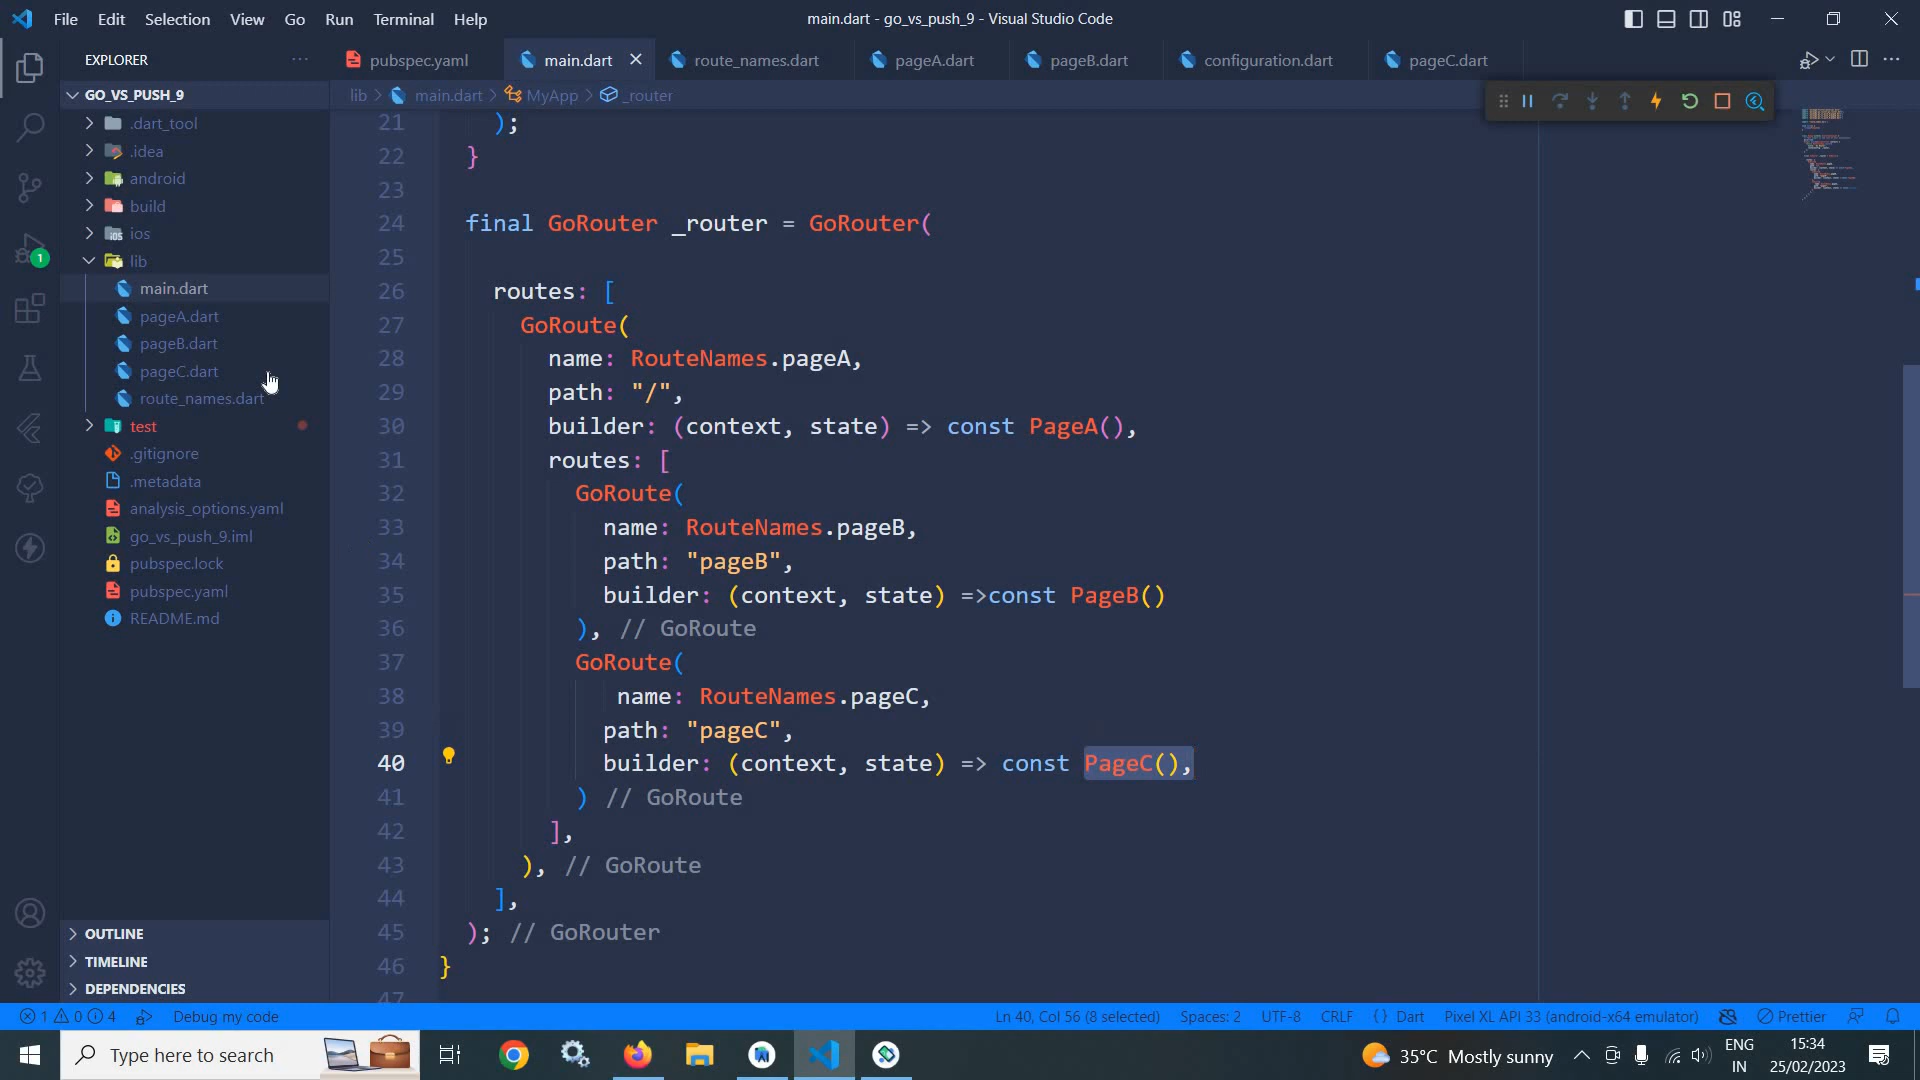 File Edit Selection View Go Run Terminal Help
main.dart - go_vs_push_9 - Visual Studio Code
EXPLORER
pubspec.yaml
main.dart
route_names.dart
pageA.dart
pageB.dart
configuration.dart
pageC.dart
GO_VS_PUSH_9
lib > main.dart > MyApp > _router
.dart_tool
.idea
android
build
ios
lib
main.dart
pageA.dart
pageB.dart
pageC.dart
route_names.dart
test
.gitignore
.metadata
analysis_options.yaml
go_vs_push_9.iml
pubspec.lock
pubspec.yaml
README.md
OUTLINE
TIMELINE
DEPENDENCIES
1
21 );
22 }
23
24 final GoRouter _router = GoRouter(
25
26 routes: [
27 GoRoute(
28 name: RouteNames.pageA,
29 path: "/",
30 builder: (context, state) => const PageA(),
31 routes: [
32 GoRoute(
33 name: RouteNames.pageB,
34 path: "pageB",
35 builder: (context, state) =>const PageB()
36 ), // GoRoute
37 GoRoute(
38 name: RouteNames.pageC,
39 path: "pageC",
40 builder: (context, state) => const PageC(),
41 ) // GoRoute
42 ],
43 ), // GoRoute
44 ],
45 ); // GoRouter
46 }
47
1 0 4 Debug my code
Ln 40, Col 56 (8 selected) Spaces: 2 UTF-8 CRLF {} Dart Pixel XL API 33 (android-x64 emulator) Prettier
Type here to search
35°C Mostly sunny
ENG
IN
15:34
25/02/2023